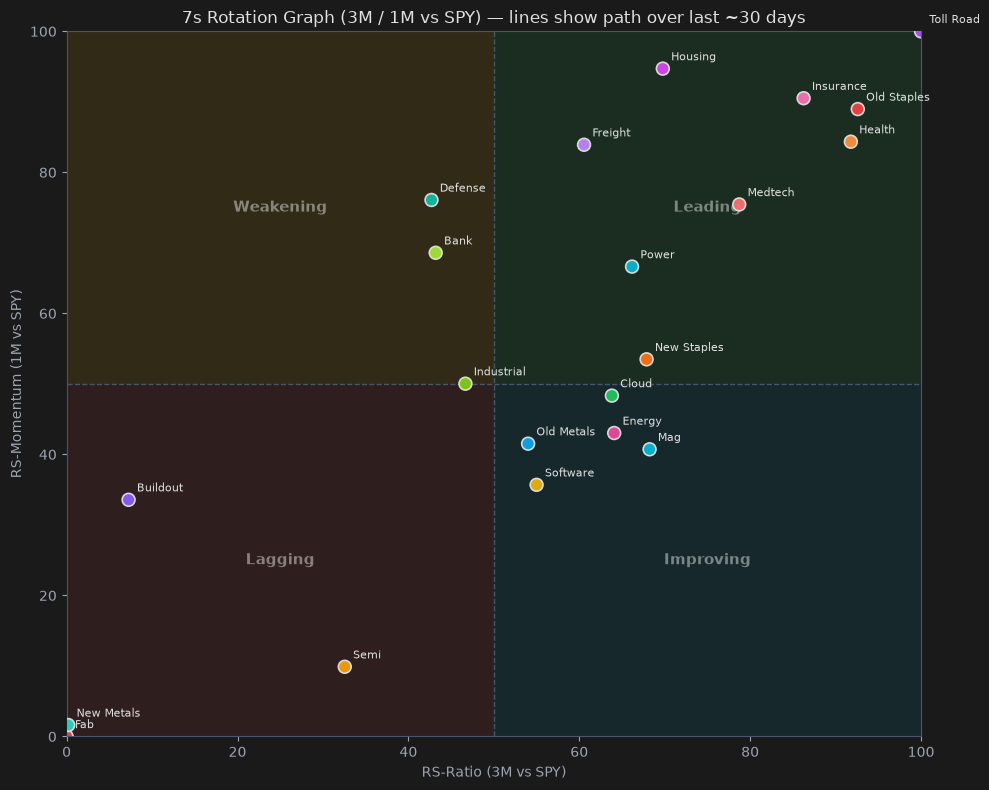 7s Rotation Graph (3M / 1M vs SPY) — lines show path over last ~30 days
Toll Road
100
80
60
40
20
0
RS-Momentum (1M vs SPY)
Housing
Insurance
Old Staples
Health
Freight
Defense
Weakening
Leading
Medtech
Bank
Power
New Staples
Industrial
Cloud
Energy
Old Metals
Mag
Software
Buildout
Lagging
Improving
Semi
New Metals
Fab
0
20
40
60
80
100
RS-Ratio (3M vs SPY)